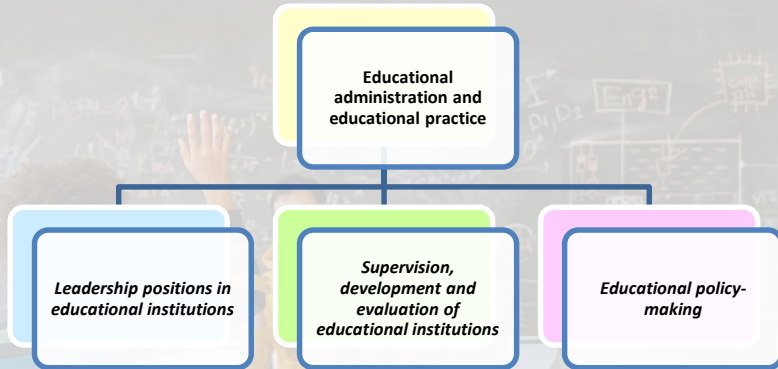 Educational
administration and
educational practice
Leadership positions in
educational institutions
Supervision,
development and
evaluation of
educational institutions
Educational policy-
making